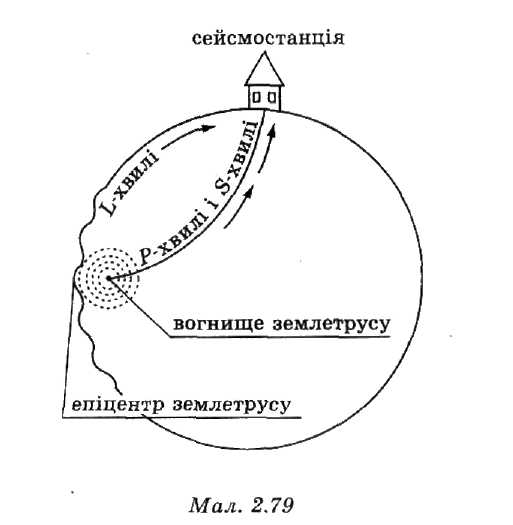 сейсмостанція
L-хвилі
P-хвилі і S-хвилі
вогнище землетрусу
епіцентр землетрусу
Мал. 2.79